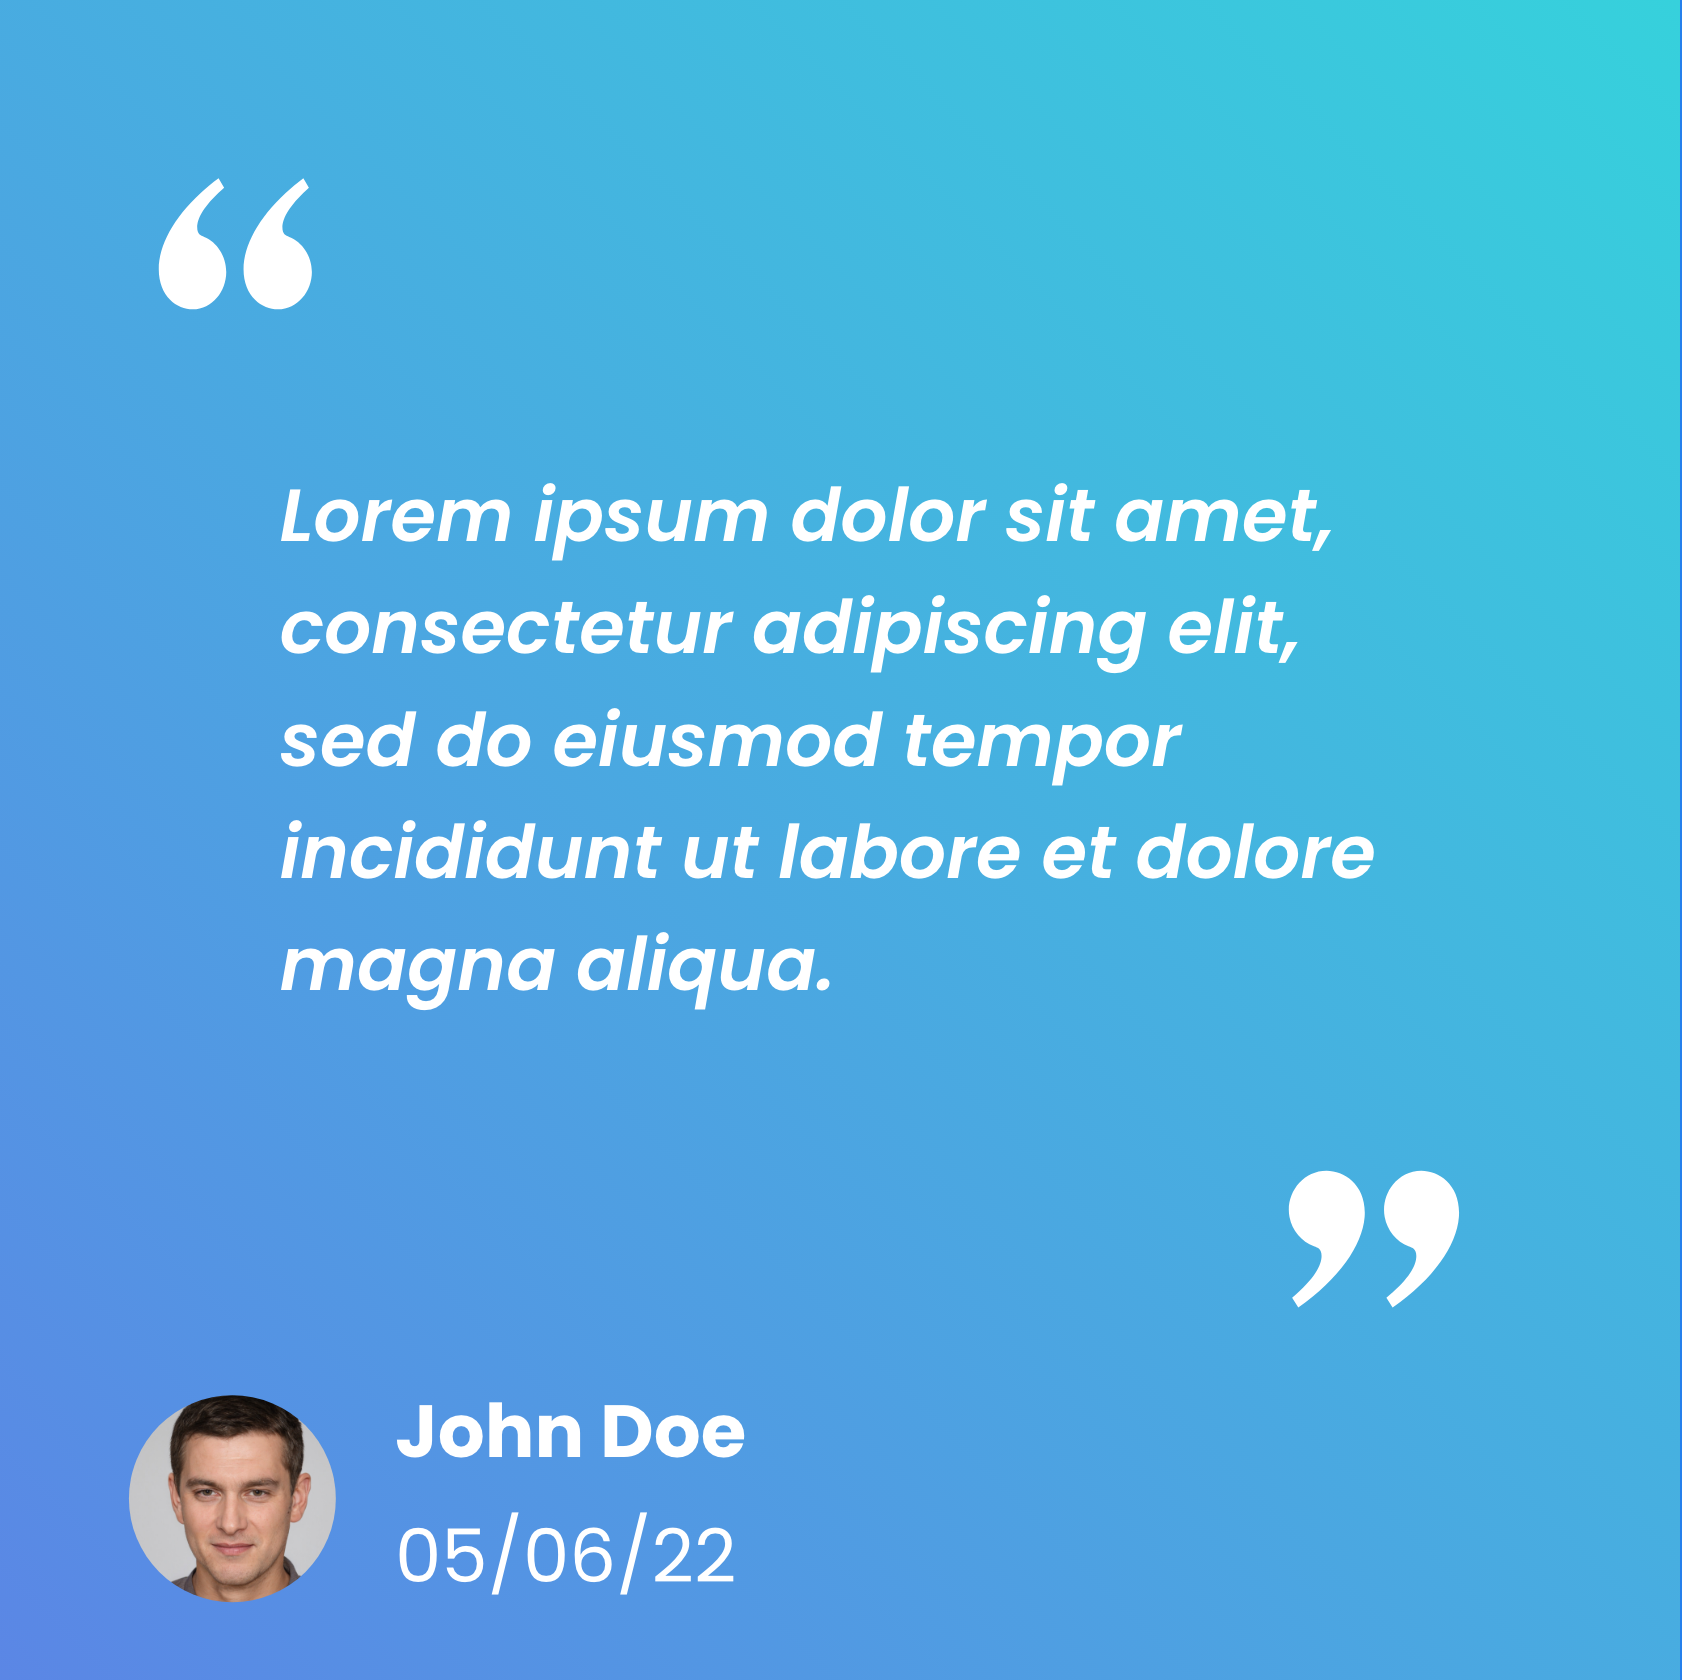 “
Lorem ipsum dolor sit amet,
consectetur adipiscing elit,
sed do eiusmod tempor
incididunt ut labore et dolore
magna aliqua.
”
John Doe
05/06/22